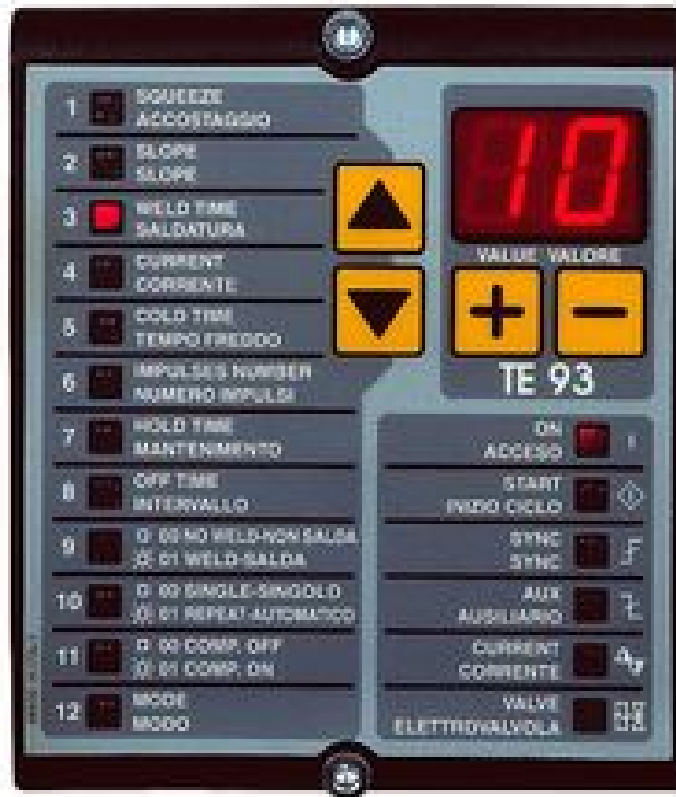 1 SQUEEZE
ACCOSTAGGIO
2 SLOPE
SLOPE
3 WELD TIME
SALDATURA
4 CURRENT
CORRENTE
5 COLD TIME
TEMPO FREDDO
6 IMPULSES NUMBER
NUMERO IMPULSI
7 HOLD TIME
MANTENIMENTO
8 OFF TIME
INTERVALLO
9 00 NO WELD-NON SALDA
01 WELD-SALDA
10 00 SINGLE-SINGOLO
01 REPEAT-AUTOMATICO
11 00 COMP. OFF
01 COMP. ON
12 MODE
MODO
10
VALUE VALORE
+ −
TE 93
ON
ACCESO I
START
INIZIO CICLO
SYNC
SYNC
AUX
AUSILIARIO
CURRENT
CORRENTE
VALVE
ELETTROVALVOLA